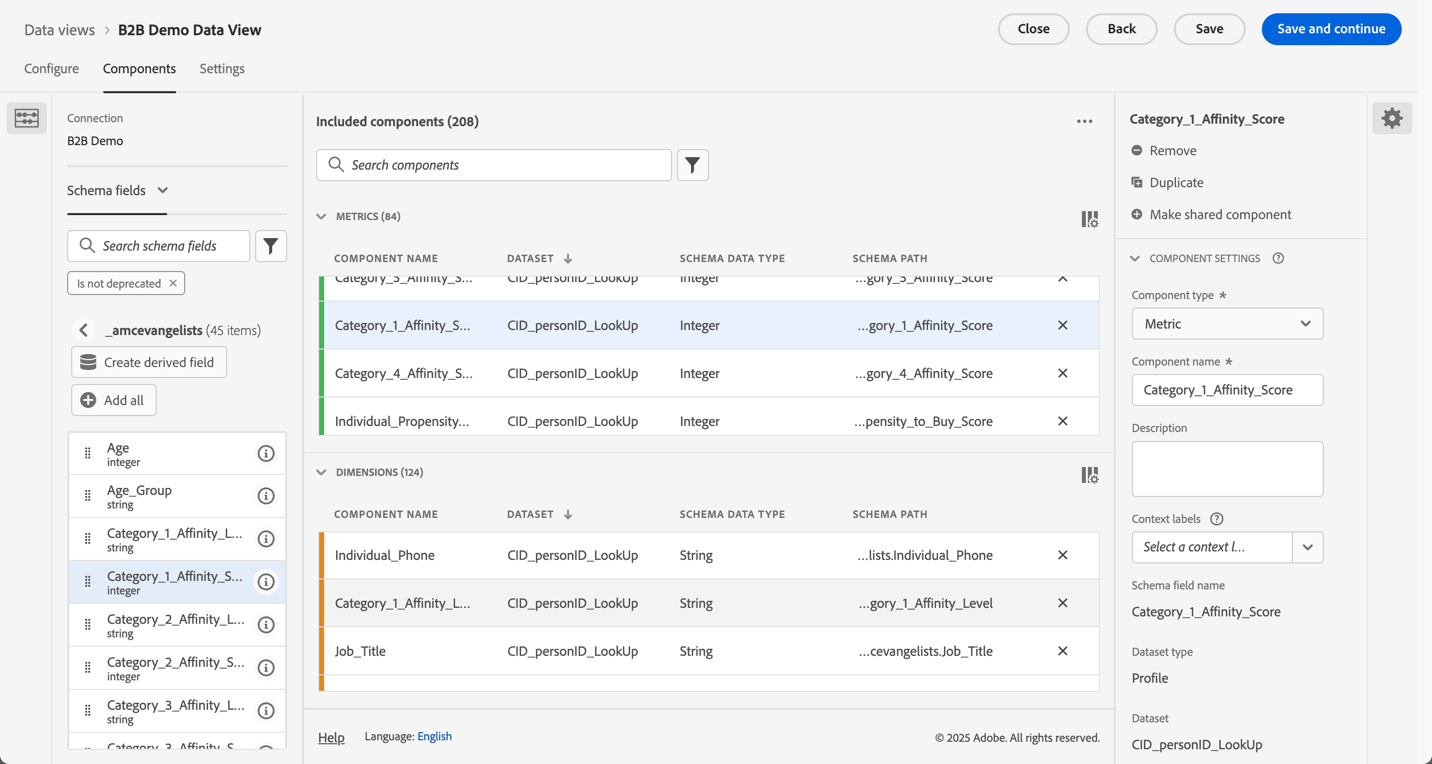 Data views > B2B Demo Data View
Close
Back
Save
Save and continue
Configure
Components
Settings
Connection
B2B Demo
Schema fields
Search schema fields
Is not deprecated ×
_amcevangelists (45 items)
Create derived field
Add all
Age
integer
Age_Group
string
Category_1_Affinity_L...
string
Category_1_Affinity_S...
integer
Category_2_Affinity_L...
string
Category_2_Affinity_S...
integer
Category_3_Affinity_L...
string
Category_3_Affinity_S...
Included components (208)
Search components
METRICS (84)
COMPONENT NAME DATASET ↓ SCHEMA DATA TYPE SCHEMA PATH
Category_5_Affinity_S... CID_personID_LookUp Integer ...gory_5_Affinity_Score
Category_1_Affinity_S... CID_personID_LookUp Integer ...gory_1_Affinity_Score
Category_4_Affinity_S... CID_personID_LookUp Integer ...gory_4_Affinity_Score
Individual_Propensity... CID_personID_LookUp Integer ...pensity_to_Buy_Score
DIMENSIONS (124)
COMPONENT NAME DATASET ↓ SCHEMA DATA TYPE SCHEMA PATH
Individual_Phone CID_personID_LookUp String ...lists.Individual_Phone
Category_1_Affinity_L... CID_personID_LookUp String ...gory_1_Affinity_Level
Job_Title CID_personID_LookUp String ...cevangelists.Job_Title
Help
Language: English
© 2025 Adobe. All rights reserved.
Category_1_Affinity_Score
Remove
Duplicate
Make shared component
COMPONENT SETTINGS
Component type *
Metric
Component name *
Category_1_Affinity_Score
Description
Context labels
Select a context l...
Schema field name
Category_1_Affinity_Score
Dataset type
Profile
Dataset
CID_personID_LookUp